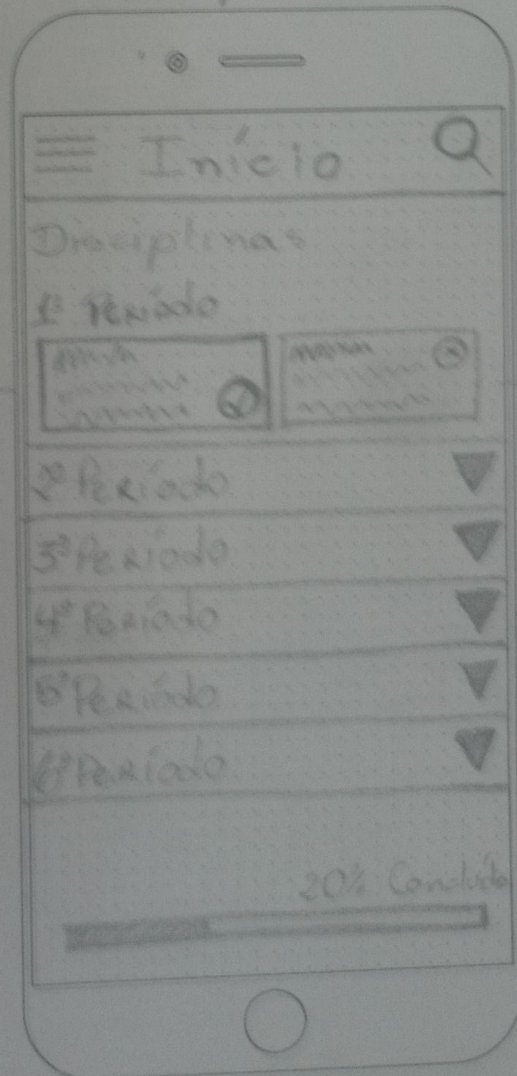 Início
Disciplinas
1º Período
2º Período
3º Período
4º Período
5º Período
6º Período
20% Concluído